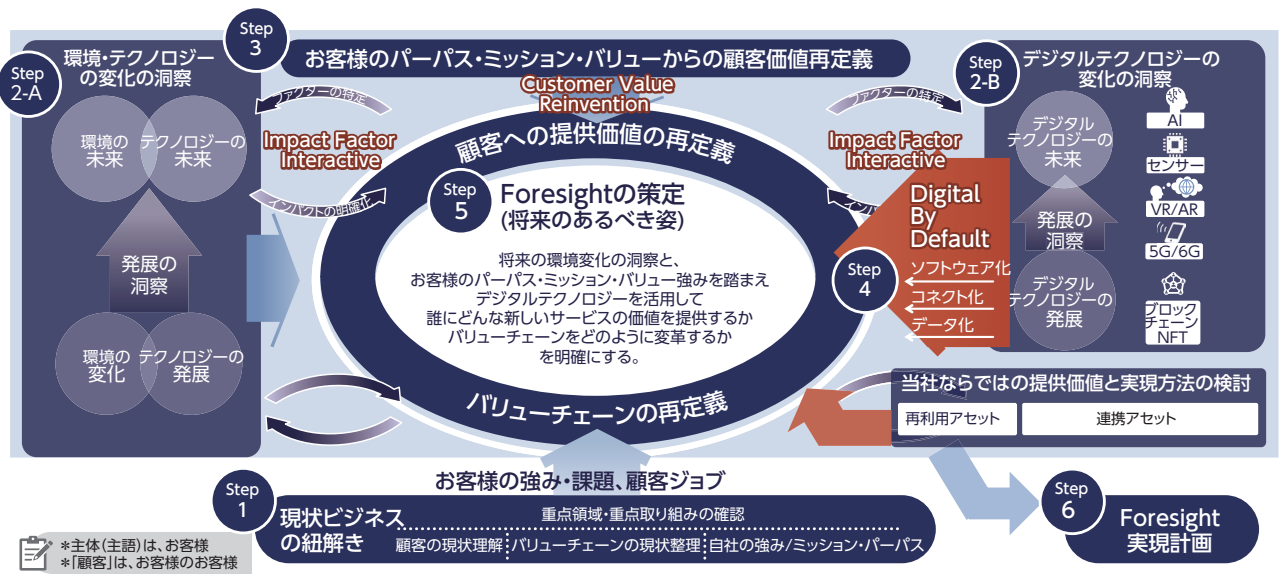 Step
3
お客様のパーパス・ミッション・バリューからの顧客価値再定義
Customer Value
Reinvention
Step
2-A
環境・テクノロジー
の変化の洞察
環境の
未来
テクノロジーの
未来
発展の
洞察
環境の
変化
テクノロジーの
発展
ファクターの特定
Impact Factor
Interactive
インパクトの明確化
顧客への提供価値の再定義
Step
5
Foresightの策定
(将来のあるべき姿)
将来の環境変化の洞察と、
お客様のパーパス・ミッション・バリュー強みを踏まえ
デジタルテクノロジーを活用して
誰にどんな新しいサービスの価値を提供するか
バリューチェーンをどのように変革するか
を明確にする。
バリューチェーンの再定義
ファクターの特定
Impact Factor
Interactive
Step
4
Digital
By
Default
ソフトウェア化
コネクト化
データ化
Step
2-B
デジタルテクノロジーの
変化の洞察
デジタル
テクノロジーの
未来
発展の
洞察
デジタル
テクノロジーの
発展
AI
センサー
VR/AR
5G/6G
ブロック
チェーン
NFT
当社ならではの提供価値と実現方法の検討
再利用アセット
連携アセット
お客様の強み・課題、顧客ジョブ
Step
1
現状ビジネス
の紐解き
重点領域・重点取り組みの確認
顧客の現状理解
バリューチェーンの現状整理
自社の強み/ミッション・パーパス
Step
6
Foresight
実現計画
*主体(主語)は、お客様
*「顧客」は、お客様のお客様